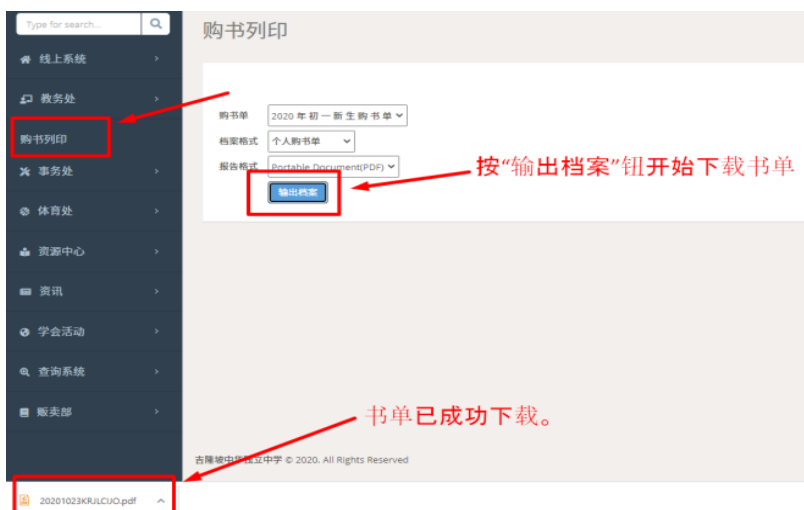 Type for search...
购书列印
线上系统
教务处
购书单 2020 年 初 一 新 生 购 书 单
购书列印
档案格式 个人购书单
事务处
报告格式 Portable Document(PDF)
按“输出档案”钮开始下载书单
输出档案
体育处
资源中心
资讯
学会活动
查询系统
贩卖部
书单已成功下载。
吉隆坡中华独立中学 © 2020. All Rights Reserved
20201023KRJLCIJO.pdf